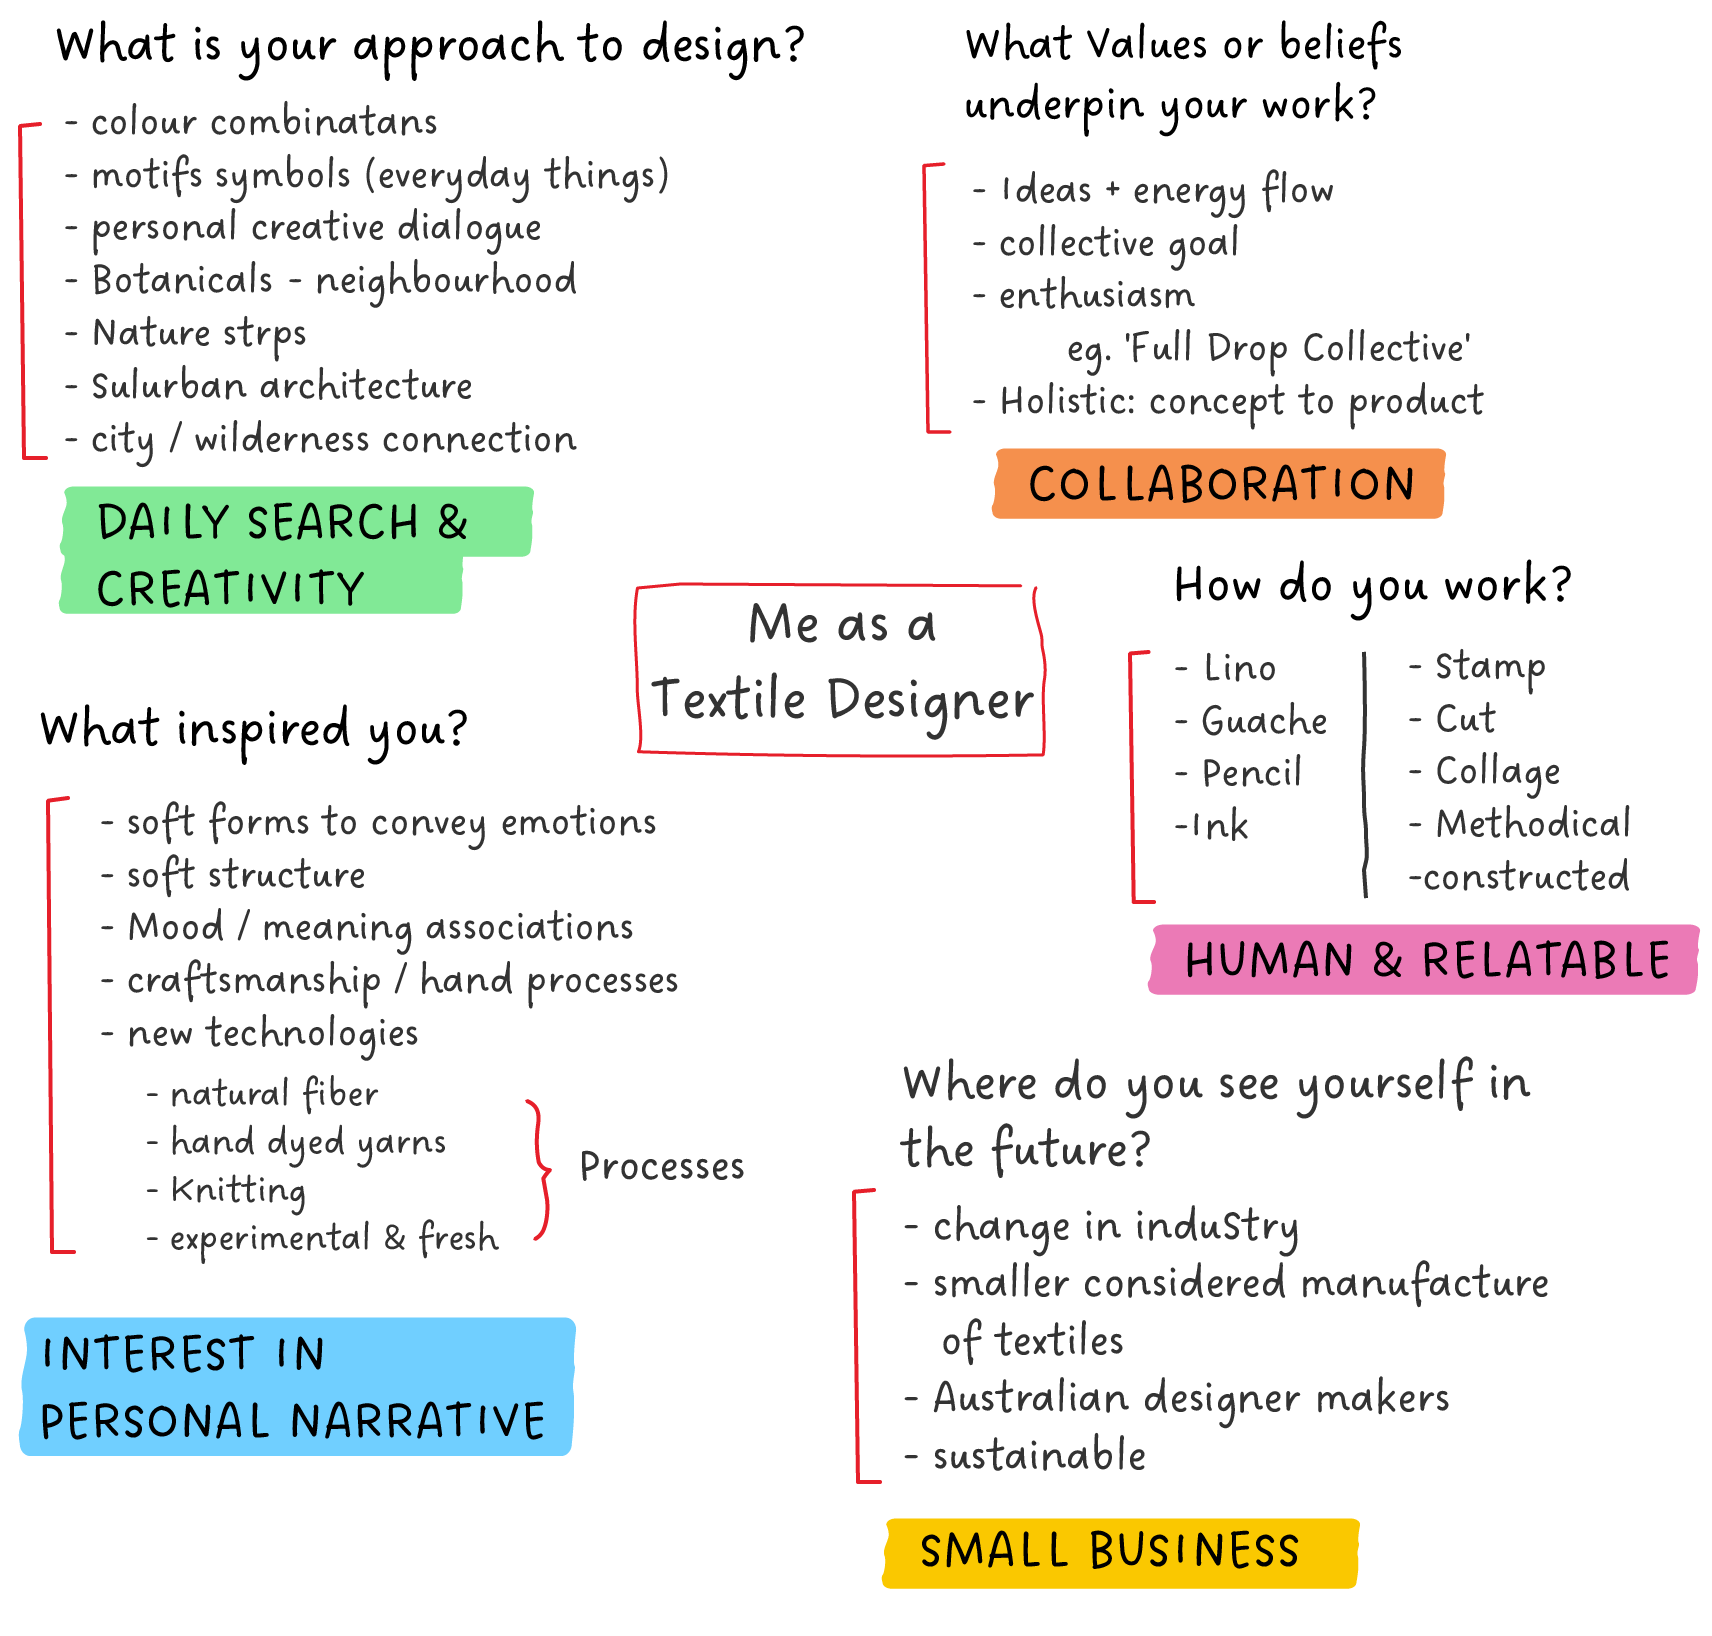 What is your approach to design?
- colour combinatans
- motifs symbols (everyday things)
- personal creative dialogue
- Botanicals - neighbourhood
- Nature strps
- Sulurban architecture
- city / wilderness connection
DAILY SEARCH &
CREATIVITY
What Values or beliefs
underpin your work?
- Ideas + energy flow
- collective goal
- enthusiasm
eg. 'Full Drop Collective'
- Holistic: concept to product
COLLABORATION
Me as a
Textile Designer
How do you work?
- Lino
- Guache
- Pencil
-Ink
- Stamp
- Cut
- Collage
- Methodical
-constructed
HUMAN & RELATABLE
What inspired you?
- soft forms to convey emotions
- soft structure
- Mood / meaning associations
- craftsmanship / hand processes
- new technologies
- natural fiber
- hand dyed yarns
- Knitting
- experimental & fresh
Processes
INTEREST IN
PERSONAL NARRATIVE
Where do you see yourself in
the future?
- change in induStry
- smaller considered manufacture
of textiles
- Australian designer makers
- sustainable
SMALL BUSINESS